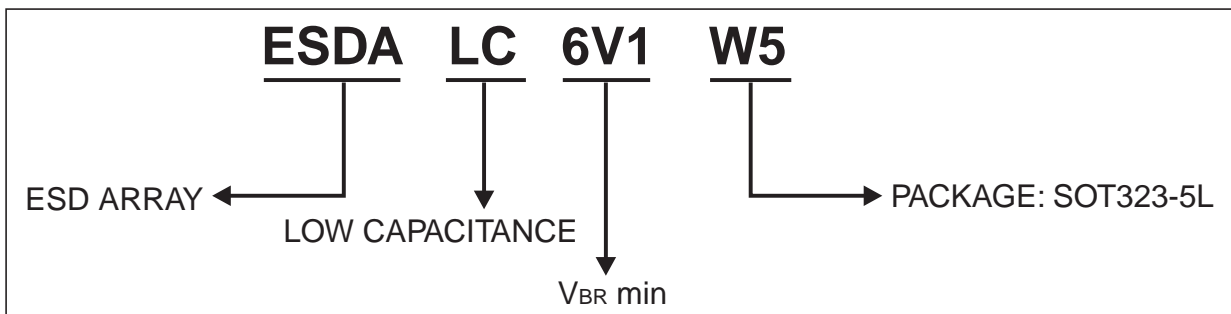 ESDA LC 6V1 W5
ESD ARRAY
PACKAGE: SOT323-5L
LOW CAPACITANCE
VBR min